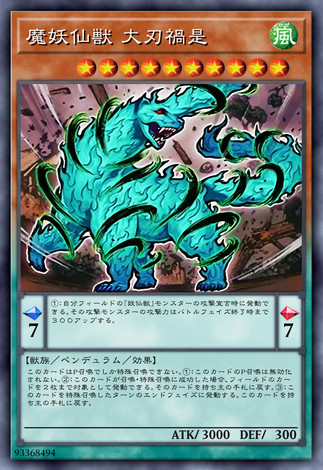 魔妖仙獣 大刃禍是
風
①:自分フィールドの「妖仙獣」モンスターの攻撃宣言時に発動で
きる。その攻撃モンスターの攻撃力はバトルフェイズ終了時まで
300アップする。
7
7
【獣族/ペンデュラム/効果】
このカードはP召喚でしか特殊召喚できない。①:このカードのP召喚は無効化
されない。②:このカードが召喚・特殊召喚に成功した場合、フィールドのカー
ドを2枚まで対象として発動できる。そのカードを持ち主の手札に戻す。③:こ
のカードを特殊召喚したターンのエンドフェイズに発動する。このカードを持
ち主の手札に戻す。
ATK/ 3000 DEF/ 300
93368494